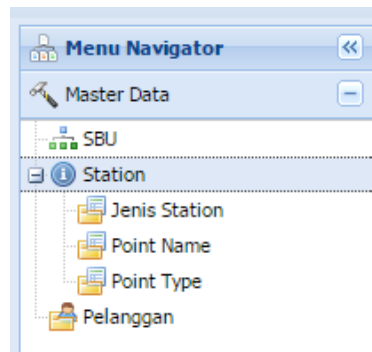 Menu Navigator
Master Data
SBU
Station
Jenis Station
Point Name
Point Type
Pelanggan